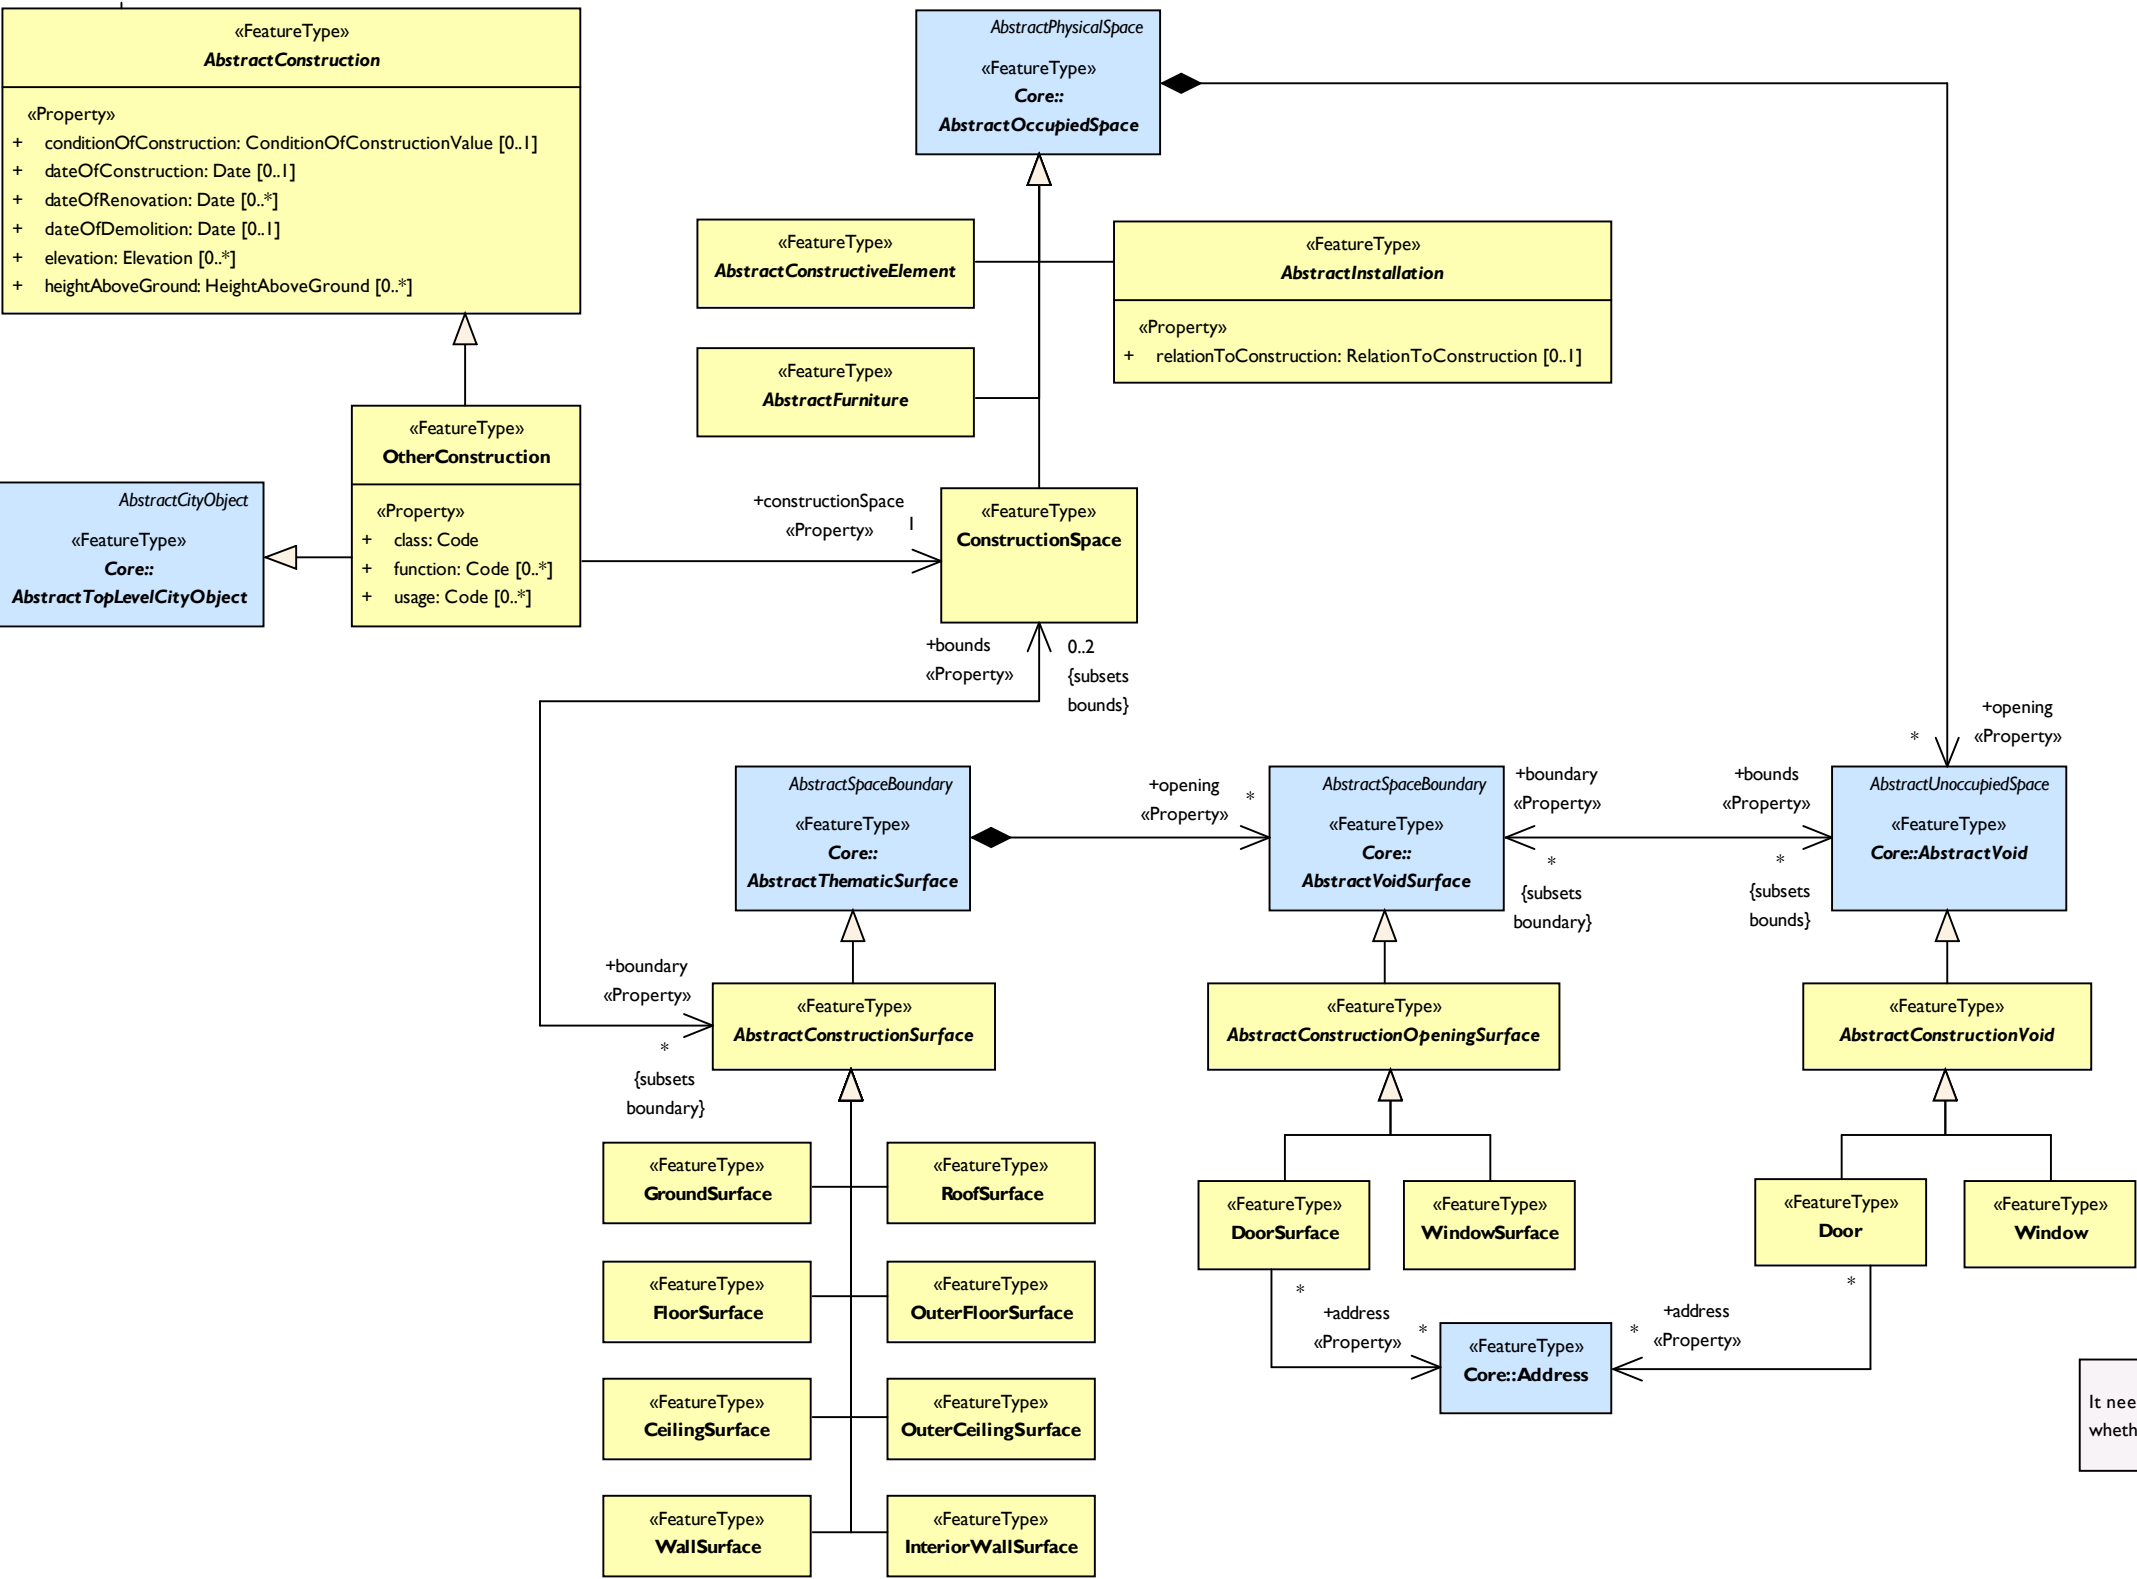 «FeatureType»
AbstractConstruction
«Property»
+ conditionOfConstruction: ConditionOfConstructionValue [0..1]
+ dateOfConstruction: Date [0..1]
+ dateOfRenovation: Date [0..*]
+ dateOfDemolition: Date [0..1]
+ elevation: Elevation [0..*]
+ heightAboveGround: HeightAboveGround [0..*]
AbstractPhysicalSpace
«FeatureType»
Core::
AbstractOccupiedSpace
«FeatureType»
AbstractConstructiveElement
«FeatureType»
AbstractInstallation
«Property»
+ relationToConstruction: RelationToConstruction [0..1]
«FeatureType»
AbstractFurniture
«FeatureType»
OtherConstruction
«Property»
+ class: Code
+ function: Code [0..*]
+ usage: Code [0..*]
AbstractCityObject
«FeatureType»
Core::
AbstractTopLevelCityObject
+constructionSpace
«Property»
1
«FeatureType»
ConstructionSpace
+bounds
«Property»
0..2
{subsets
bounds}
+opening
«Property»
*
AbstractSpaceBoundary
«FeatureType»
Core::
AbstractThematicSurface
+opening
«Property»
*
AbstractSpaceBoundary
«FeatureType»
Core::
AbstractVoidSurface
+boundary
«Property»
*
{subsets
boundary}
+bounds
«Property»
*
{subsets
bounds}
AbstractUnoccupiedSpace
«FeatureType»
Core::AbstractVoid
+boundary
«Property»
*
{subsets
boundary}
«FeatureType»
AbstractConstructionSurface
«FeatureType»
AbstractConstructionOpeningSurface
«FeatureType»
AbstractConstructionVoid
«FeatureType»
GroundSurface
«FeatureType»
RoofSurface
«FeatureType»
FloorSurface
«FeatureType»
OuterFloorSurface
«FeatureType»
CeilingSurface
«FeatureType»
OuterCeilingSurface
«FeatureType»
WallSurface
«FeatureType»
InteriorWallSurface
«FeatureType»
DoorSurface
«FeatureType»
WindowSurface
«FeatureType»
Door
«FeatureType»
Window
*
+address
«Property»
*
«FeatureType»
Core::Address
*
+address
«Property»
*
It nee
wheth